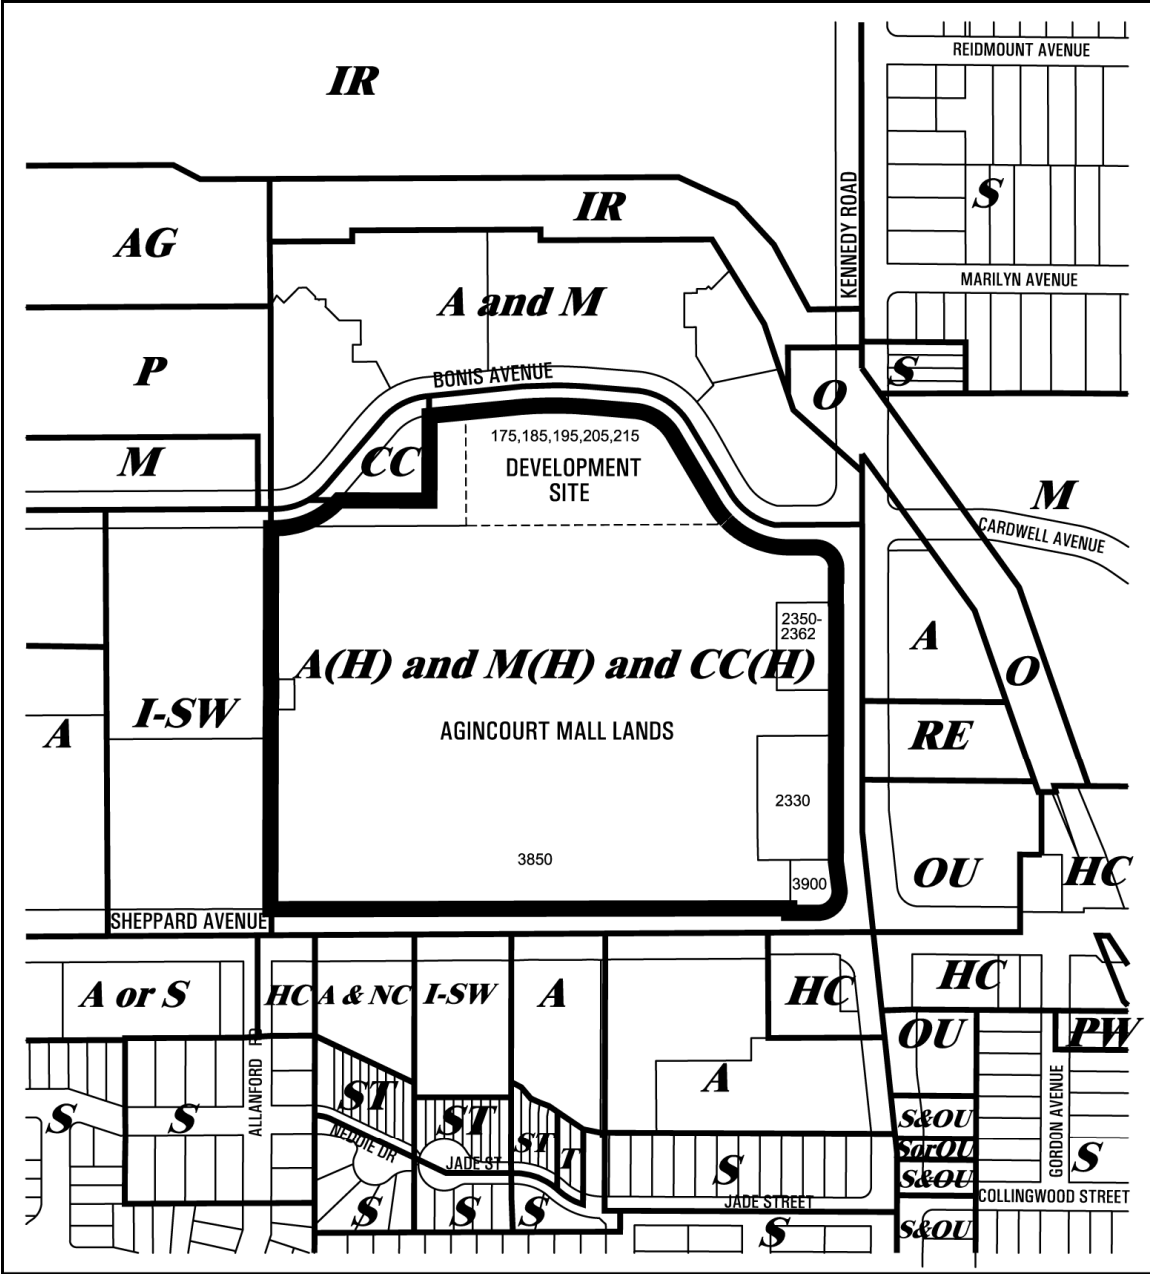 REIDMOUNT AVENUE
IR
KENNEDY ROAD
S
IR
AG
MARILYN AVENUE
A and M
P
BONIS AVENUE
S
O
175,185,195,205,215
DEVELOPMENT
SITE
CC
M
M
CARDWELL AVENUE
2350-
2362
A
A(H) and M(H) and CC(H)
O
I-SW
A
AGINCOURT MALL LANDS
RE
2330
3850
3900
OU
HC
SHEPPARD AVENUE
A or S
HC
A & NC
I-SW
A
HC
HC
OU
PW
ALLANFORD RD
A
GORDON AVENUE
ST
ST
ST
T
S&OU
SorOU
S&OU
S
S
NEDDIE DR
JADE ST
S
S
COLLINGWOOD STREET
JADE STREET
S
S
S
S
S&OU